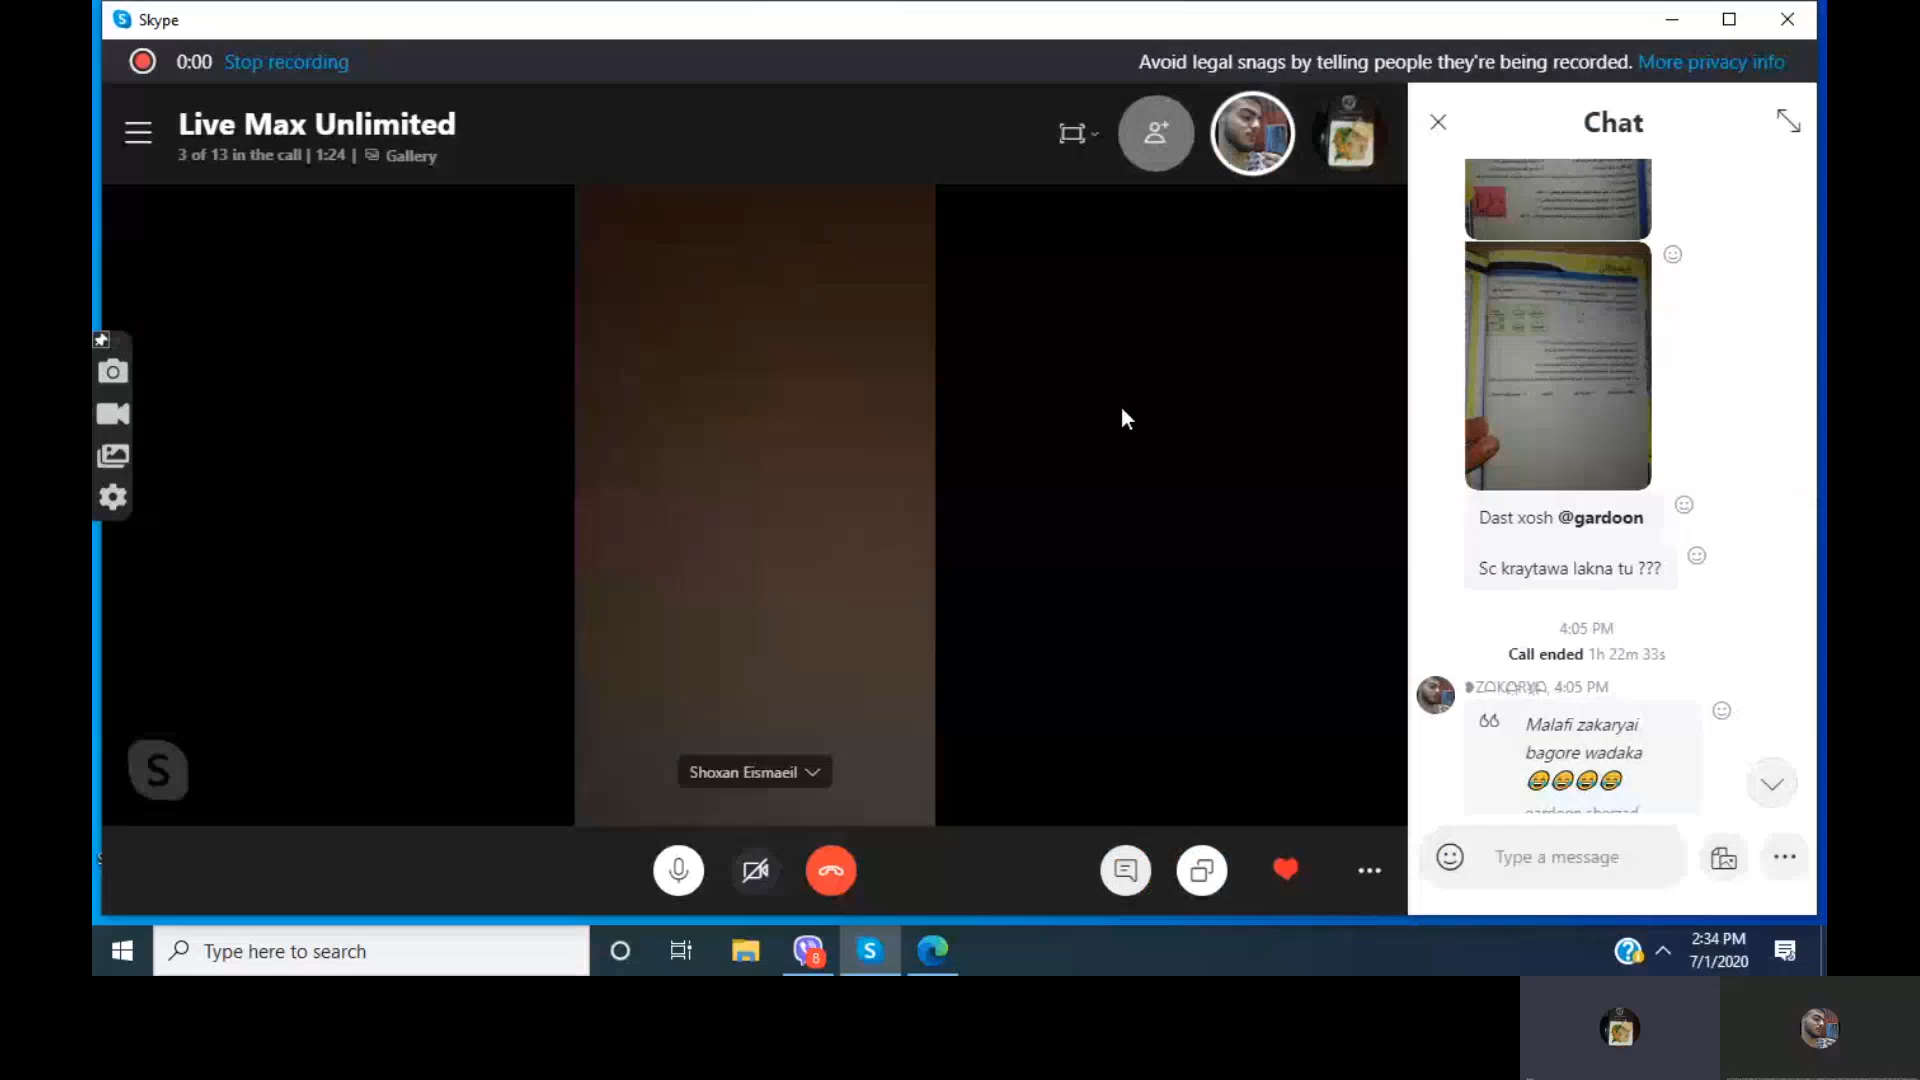 Skype
0:00 Stop recording
Avoid legal snags by telling people they're being recorded. More privacy info
Live Max Unlimited
3 of 13 in the call | 1:24 | Gallery
Chat
Dast xosh @gardoon
Sc kraytawa lakna tu ???
4:05 PM
Call ended 1h 22m 33s
4:05 PM
Malafi zakaryai
bagore wadaka
Shoxan Eismaeil
Type a message
Type here to search
8
2:34 PM
7/1/2020